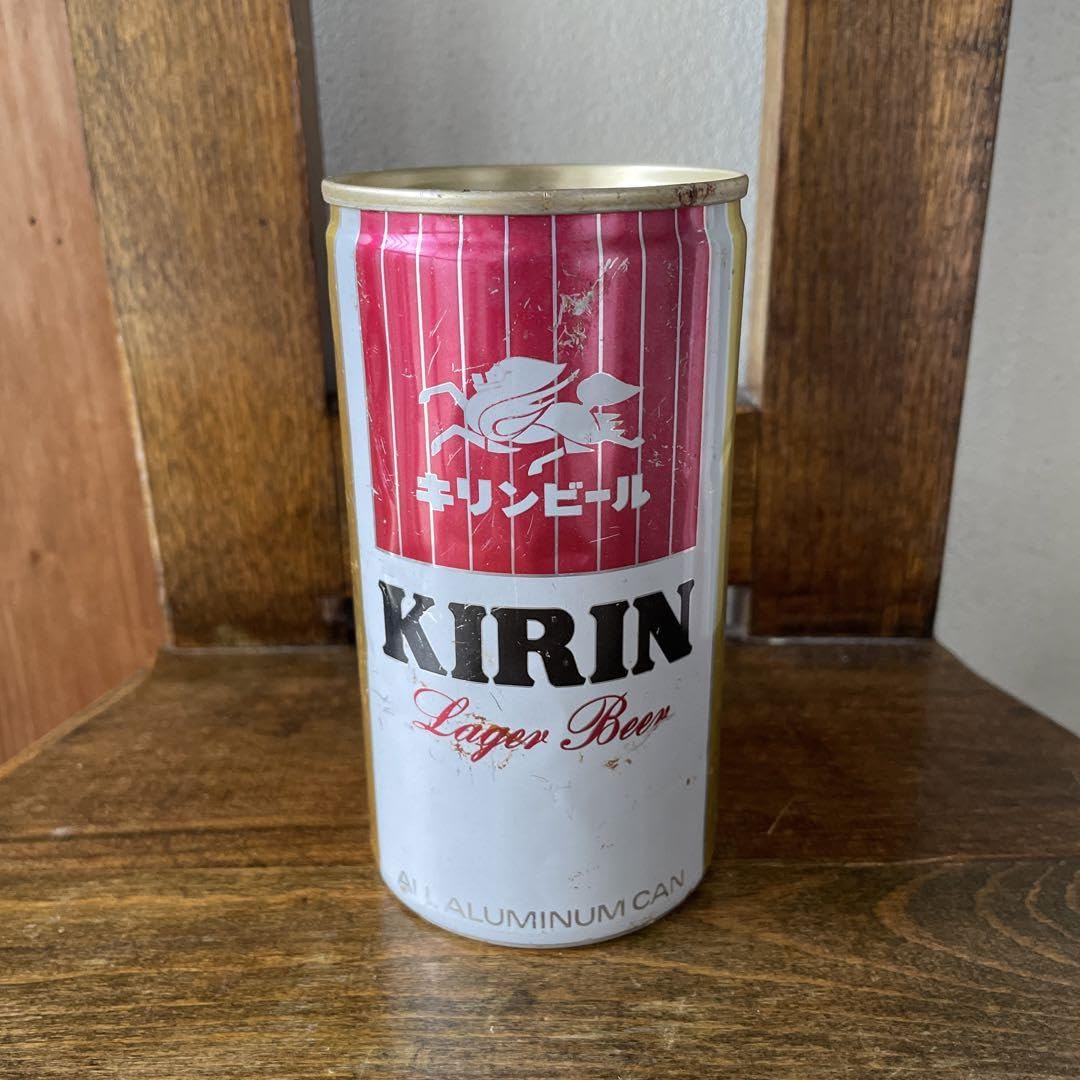 キリンビール
KIRIN
Lager Beer
ALL ALUMINUM CAN